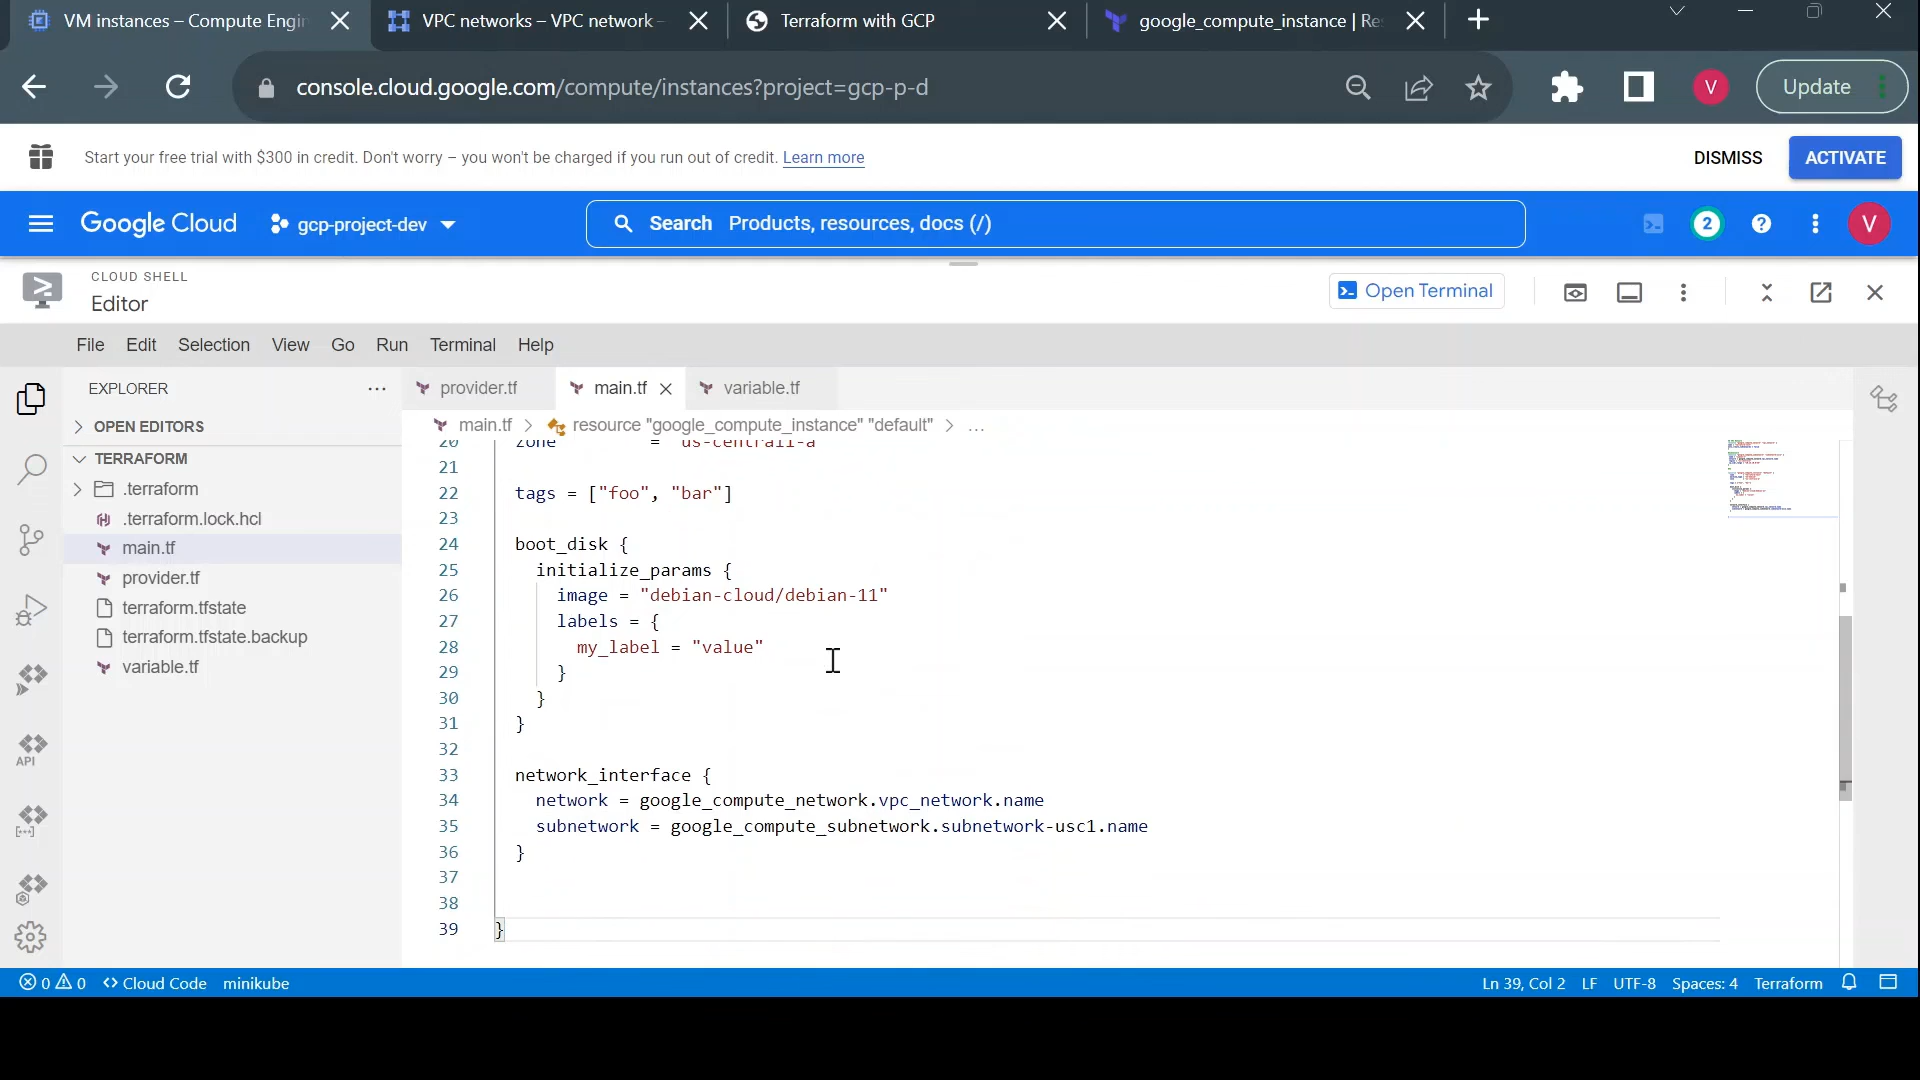 VM instances – Compute Engin
VPC networks – VPC network -
Terraform with GCP
google_compute_instance | Re
console.cloud.google.com/compute/instances?project=gcp-p-d
V
Update
Start your free trial with $300 in credit. Don't worry – you won't be charged if you run out of credit. Learn more
DISMISS
ACTIVATE
Google Cloud
gcp-project-dev
Search Products, resources, docs (/)
2
V
CLOUD SHELL
Editor
Open Terminal
File Edit Selection View Go Run Terminal Help
EXPLORER
OPEN EDITORS
TERRAFORM
.terraform
.terraform.lock.hcl
main.tf
provider.tf
terraform.tfstate
terraform.tfstate.backup
variable.tf
API
provider.tf
main.tf
variable.tf
main.tf > resource "google_compute_instance" "default" > ...
20 zone = "us-central1-a"
21
22 tags = ["foo", "bar"]
23
24 boot_disk {
25 initialize_params {
26 image = "debian-cloud/debian-11"
27 labels = {
28 my_label = "value"
29 }
30 }
31 }
32
33 network_interface {
34 network = google_compute_network.vpc_network.name
35 subnetwork = google_compute_subnetwork.subnetwork-usc1.name
36 }
37
38
39 }
0 0 Cloud Code minikube
Ln 39, Col 2 LF UTF-8 Spaces: 4 Terraform